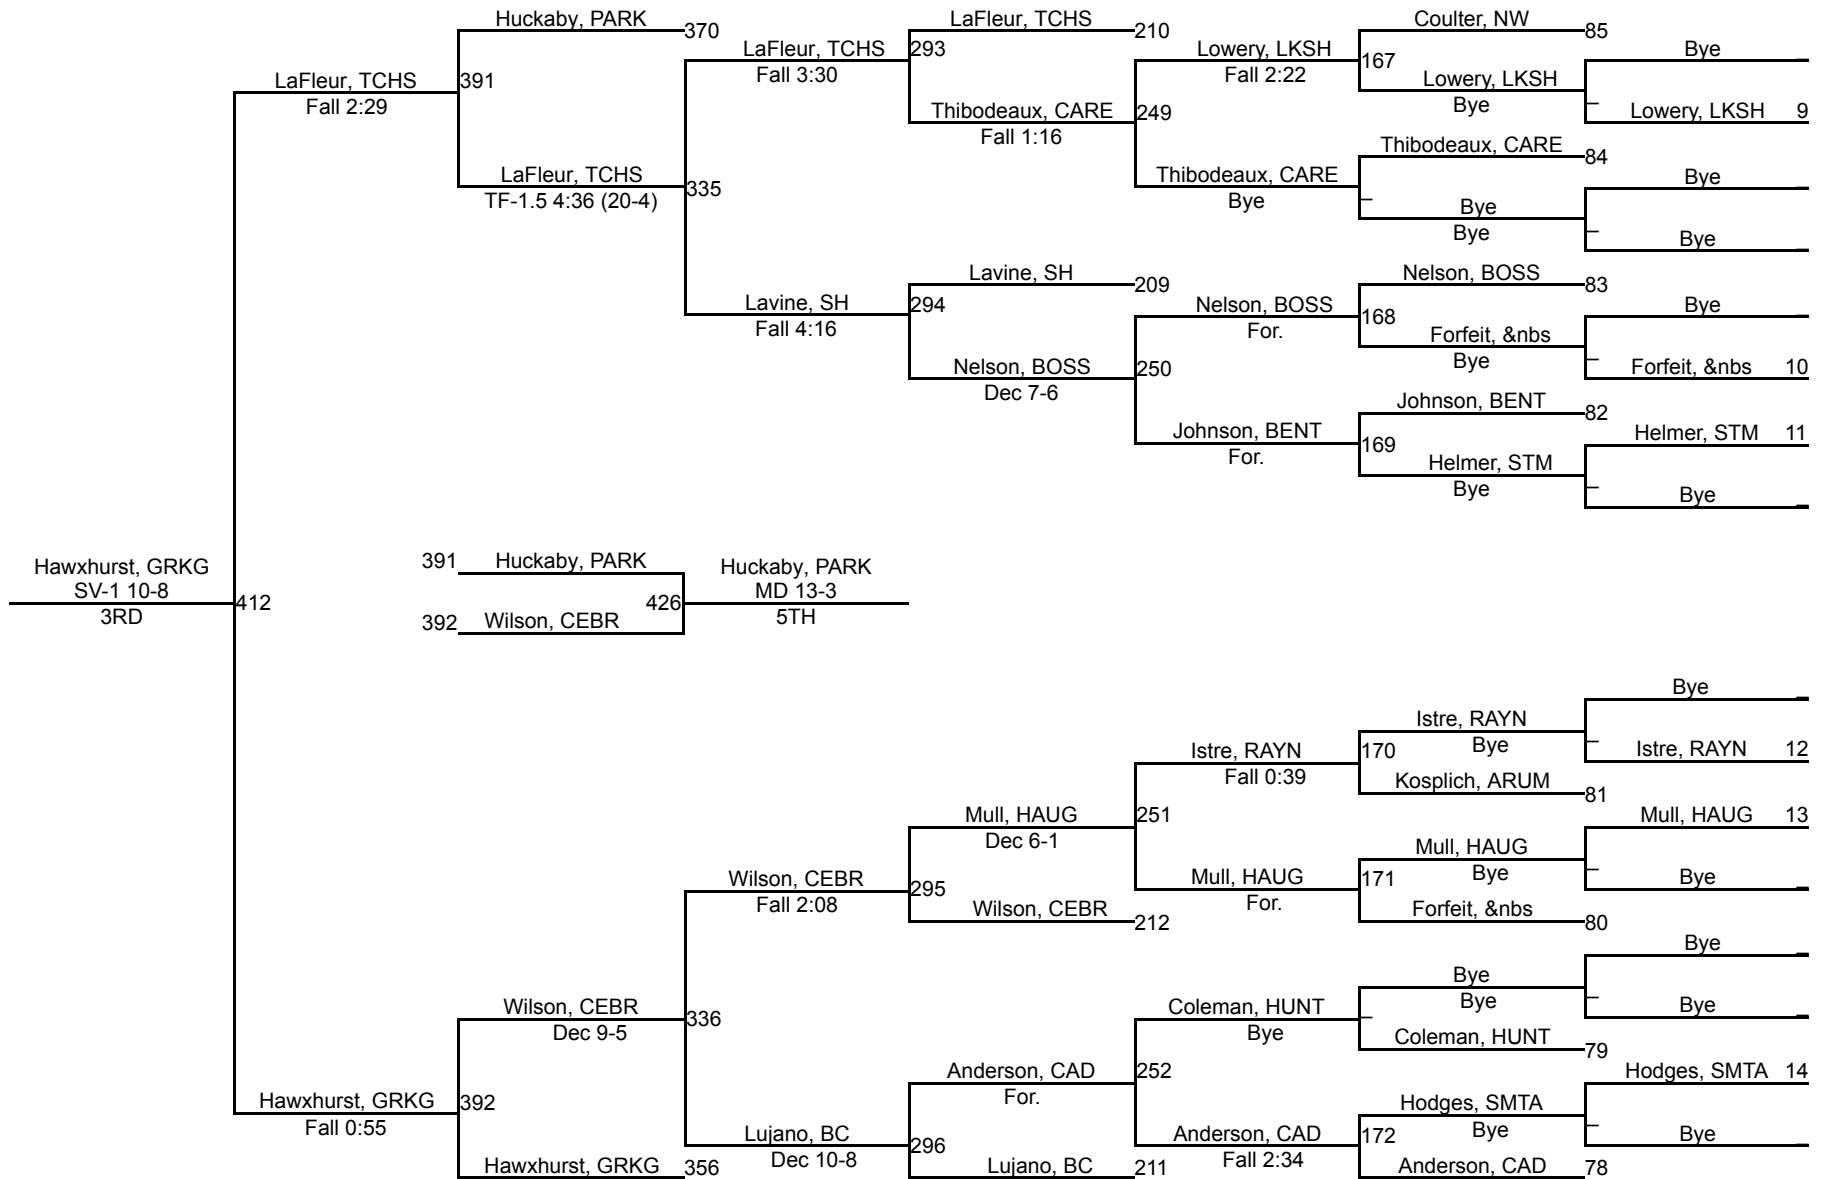 Huckaby, PARK
370
LaFleur, TCHS
Fall 2:29
391
LaFleur, TCHS
TF-1.5 4:36 (20-4)
335
LaFleur, TCHS
Fall 3:30
293
LaFleur, TCHS
210
Thibodeaux, CARE
Fall 1:16
249
Lowery, LKSH
Fall 2:22
167
Coulter, NW
85
Lowery, LKSH
Bye
Bye
Lowery, LKSH 9
Thibodeaux, CARE
Bye
Thibodeaux, CARE
84
Bye
Bye
Bye
Bye
Lavine, SH
Fall 4:16
294
Lavine, SH
209
Nelson, BOSS
Dec 7-6
250
Nelson, BOSS
For.
168
Nelson, BOSS
83
Forfeit, &nbs
Bye
Bye
Forfeit, &nbs 10
Johnson, BENT
For.
169
Johnson, BENT
82
Helmer, STM
Bye
Helmer, STM 11
Bye
Hawxhurst, GRKG
SV-1 10-8
3RD
412
391
Huckaby, PARK
392
Wilson, CEBR
426
Huckaby, PARK
MD 13-3
5TH
Bye
Istre, RAYN
Bye
Istre, RAYN 12
Istre, RAYN
Fall 0:39
170
Kosplich, ARUM
81
Mull, HAUG
Dec 6-1
251
Mull, HAUG 13
Mull, HAUG
Bye
Bye
Mull, HAUG
For.
171
Forfeit, &nbs
80
Wilson, CEBR
Fall 2:08
295
Wilson, CEBR
212
Wilson, CEBR
Dec 9-5
336
Bye
Bye
Bye
Bye
Coleman, HUNT
Bye
Coleman, HUNT
79
Anderson, CAD
For.
252
Hodges, SMTA 14
Hodges, SMTA
Bye
Bye
Anderson, CAD
Fall 2:34
172
Anderson, CAD
78
Hawxhurst, GRKG
Fall 0:55
392
Lujano, BC
Dec 10-8
296
Lujano, BC
211
Hawxhurst, GRKG
356